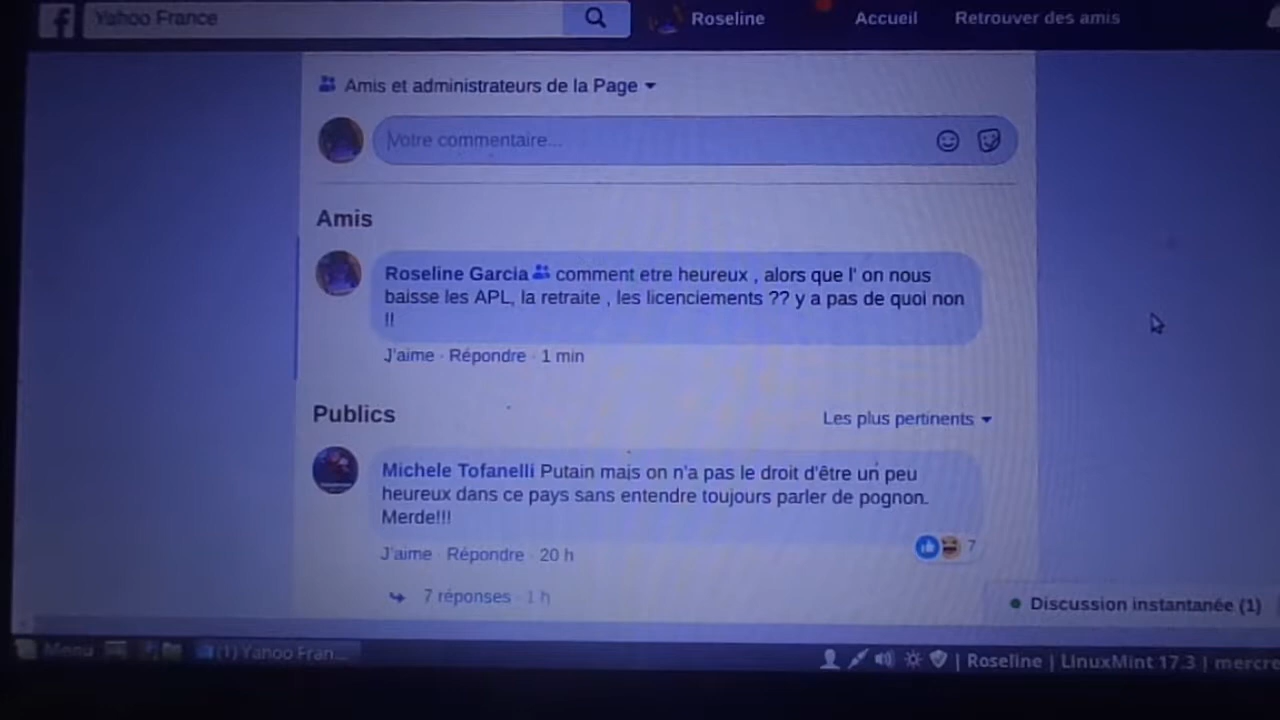 Yahoo France
Roseline
Accueil
Retrouver des amis
Amis et administrateurs de la Page
Votre commentaire...
Amis
Roseline Garcia comment etre heureux , alors que l' on nous
baisse les APL, la retraite , les licenciements ?? y a pas de quoi non
!!
J'aime · Répondre · 1 min
Publics
Les plus pertinents
Michele Tofanelli Putain mais on n'a pas le droit d'être un peu
heureux dans ce pays sans entendre toujours parler de pognon.
Merde!!!
J'aime · Répondre · 20 h
7
7 réponses · 1 h
Discussion instantanée (1)
Menu
(1) Yahoo Fran...
| Roseline | LinuxMint 17.3 | mercre